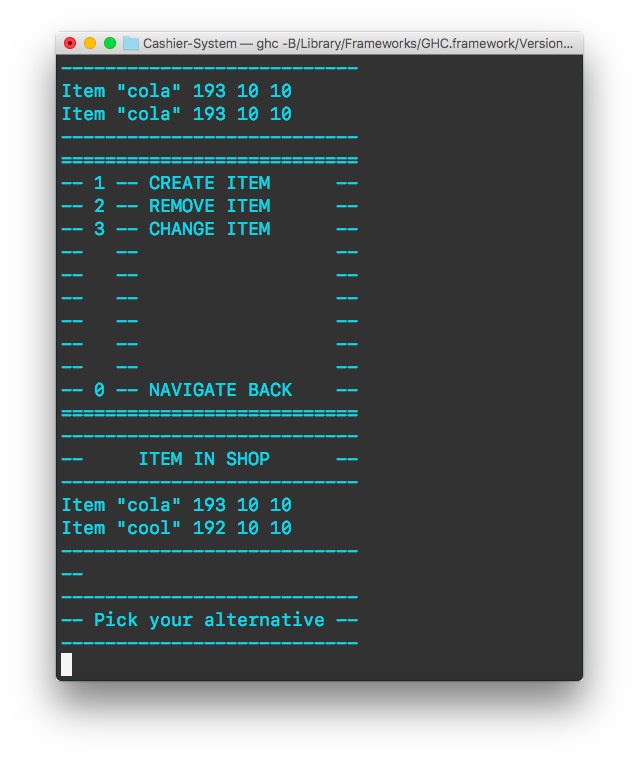 Cashier-System — ghc -B/Library/Frameworks/GHC.framework/Version...
---------------------------
Item "cola" 193 10 10
Item "cola" 193 10 10
---------------------------
===========================
-- 1 -- CREATE ITEM      --
-- 2 -- REMOVE ITEM      --
-- 3 -- CHANGE ITEM      --
--   --                  --
--   --                  --
--   --                  --
--   --                  --
--   --                  --
--   --                  --
-- 0 -- NAVIGATE BACK    --
===========================
---------------------------
--     ITEM IN SHOP      --
---------------------------
Item "cola" 193 10 10
Item "cool" 192 10 10
---------------------------
--
---------------------------
-- Pick your alternative --
---------------------------